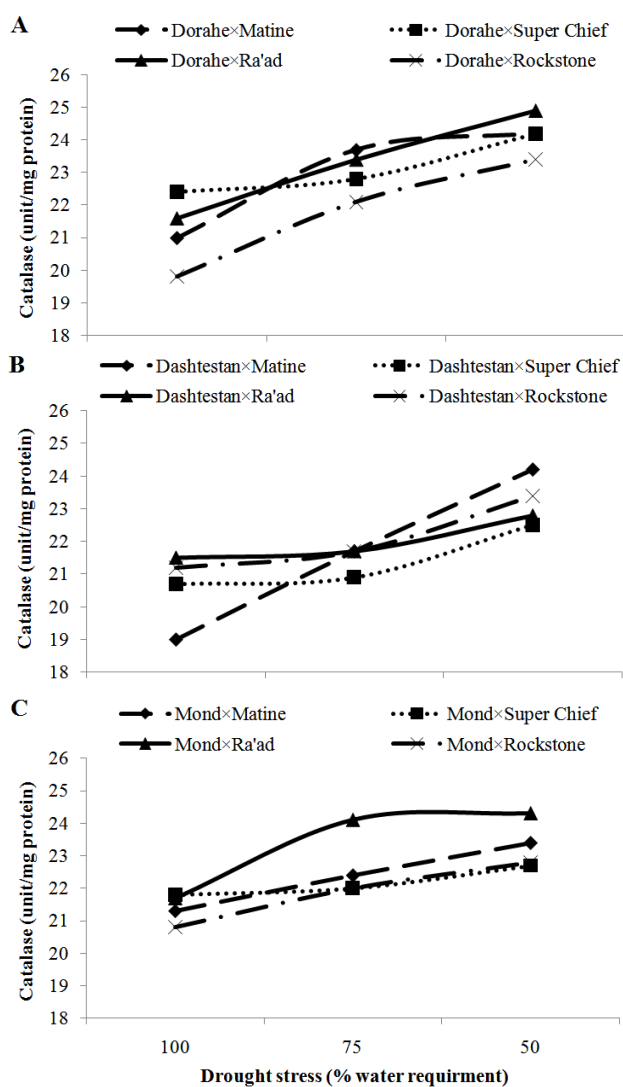 A
Dorahe×Matine Dorahe×Super Chief
Dorahe×Ra'ad Dorahe×Rockstone
26
25
24
23
22
21
20
19
18
Catalase (unit/mg protein)
B
Dashtestan×Matine Dashtestan×Super Chief
Dashtestan×Ra'ad Dashtestan×Rockstone
26
25
24
23
22
21
20
19
18
Catalase (unit/mg protein)
C
Mond×Matine Mond×Super Chief
Mond×Ra'ad Mond×Rockstone
26
25
24
23
22
21
20
19
18
Catalase (unit/mg protein)
100 75 50
Drought stress (% water requirment)